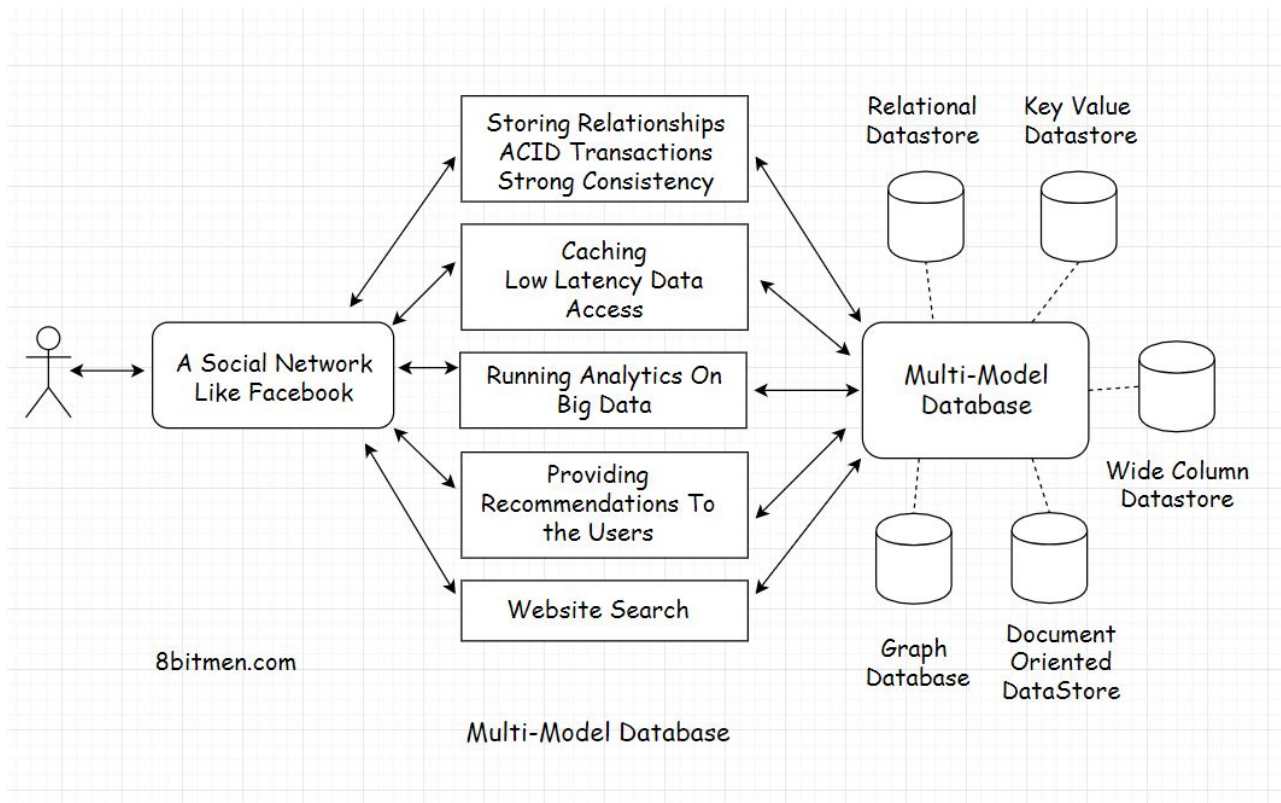 Storing Relationships
ACID Transactions
Strong Consistency
Caching
Low Latency Data
Access
Running Analytics On
Big Data
Providing
Recommendations To
the Users
Website Search
A Social Network
Like Facebook
Multi-Model
Database
Relational
Datastore
Key Value
Datastore
Wide Column
Datastore
Graph
Database
Document
Oriented
DataStore
8bitmen.com
Multi-Model Database